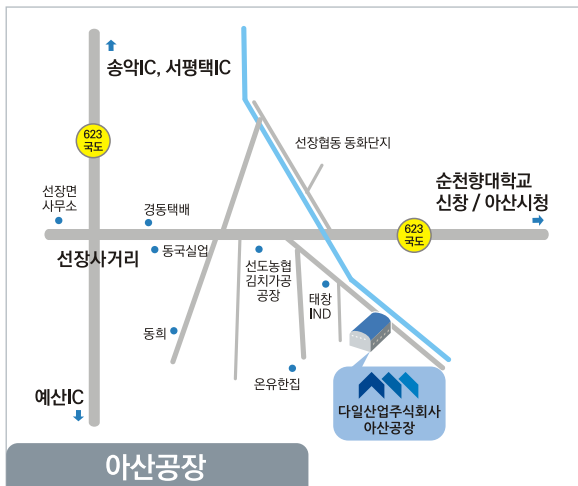 송악IC, 서평택IC
623
국도
선장협동 동화단지
순천향대학교
신창 / 아산시청
선장면
사무소
경동택배
623
국도
선장사거리
동국실업
선도농협
김치가공
공장
태창
IND
동희
온유한집
예산IC
다일산업주식회사
아산공장
아산공장